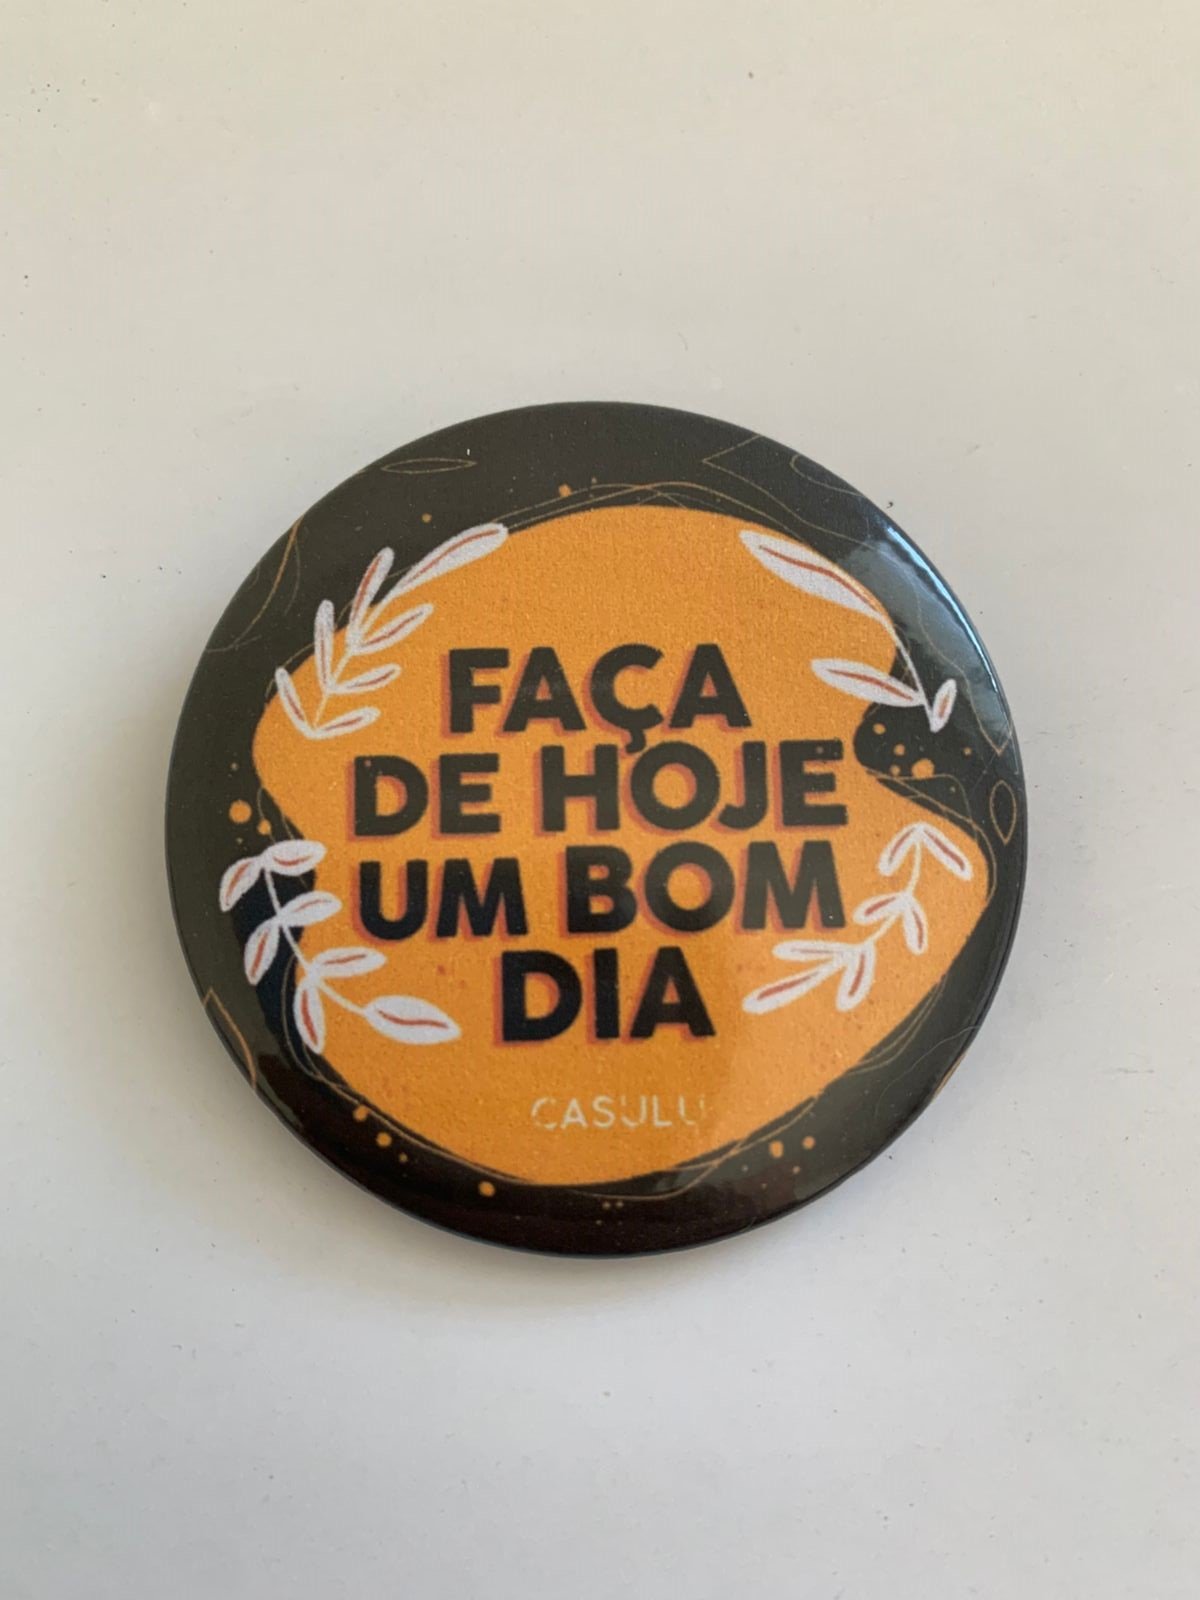 FAÇA
DE HOJE
UM BOM
DIA
CASULU